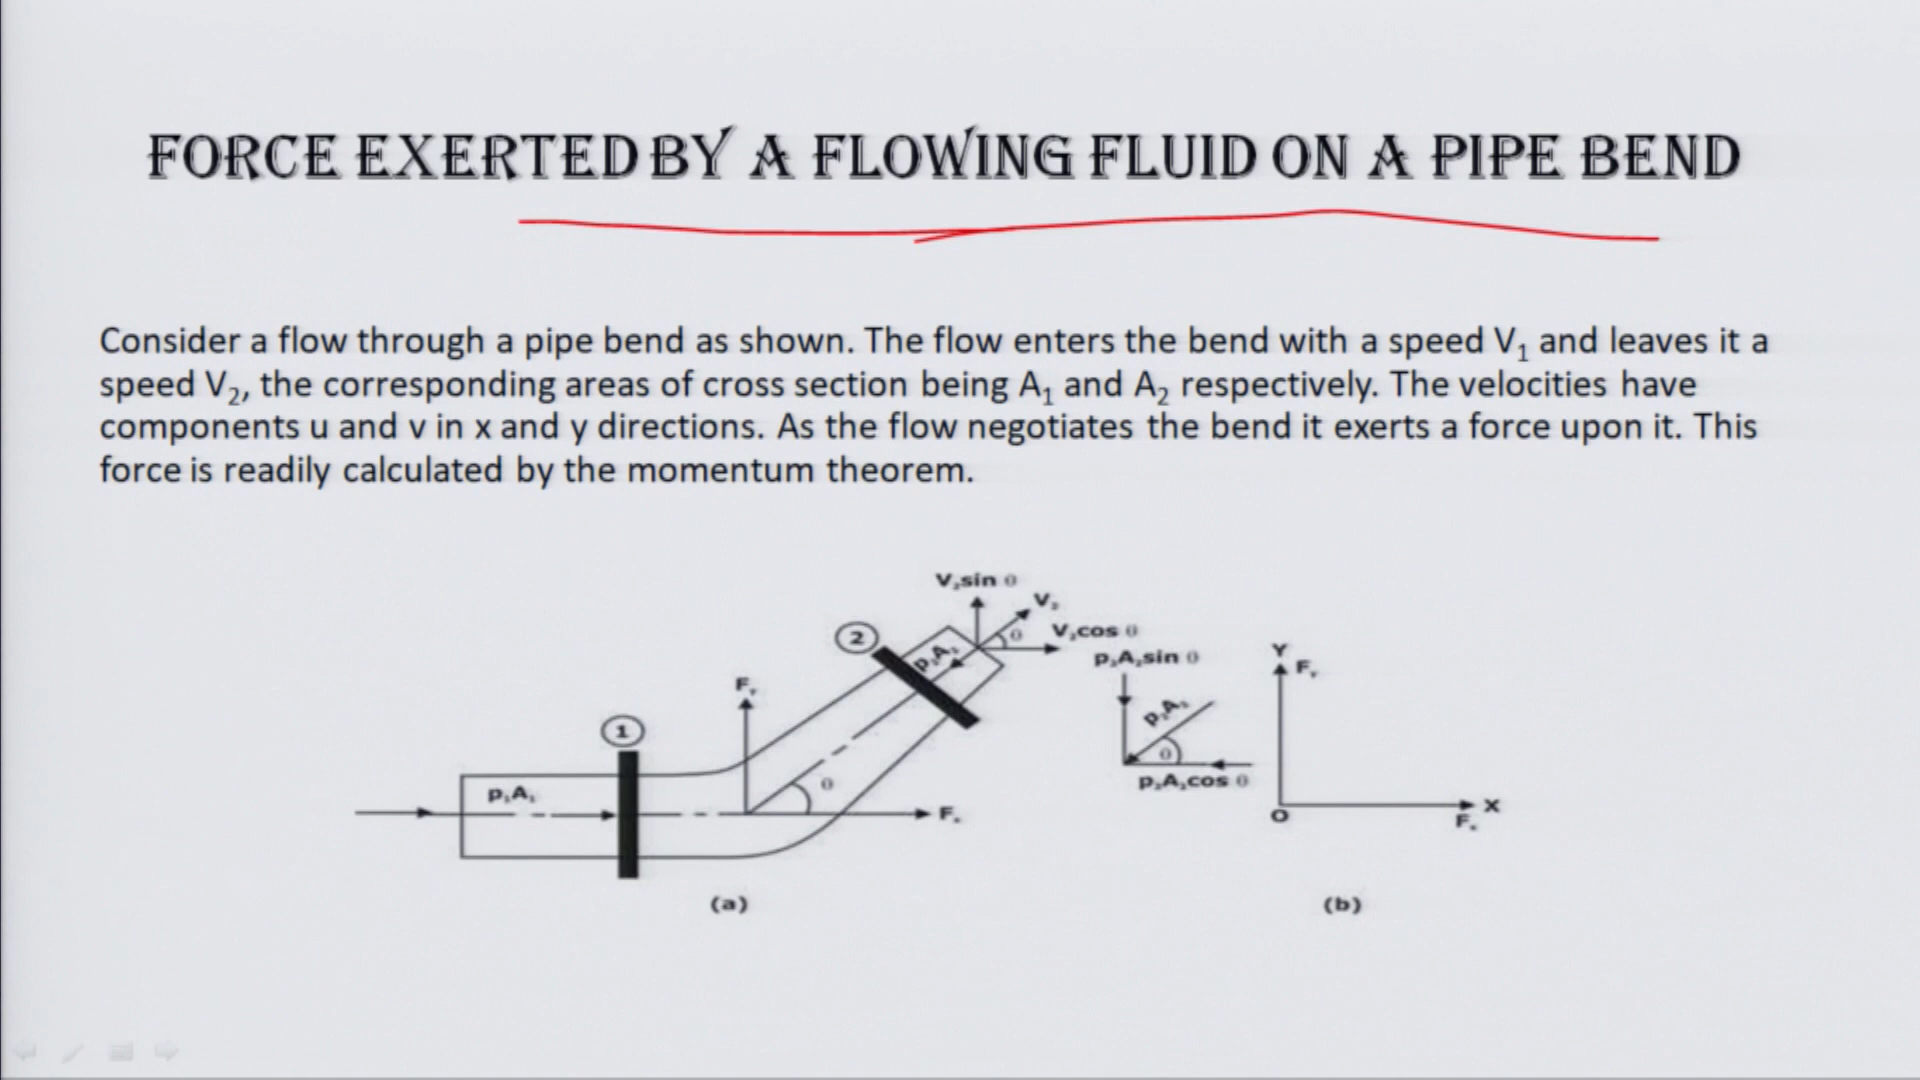 FORCE EXERTED BY A FLOWING FLUID ON A PIPE BEND
Consider a flow through a pipe bend as shown. The flow enters the bend with a speed V₁ and leaves it a
speed V₂, the corresponding areas of cross section being A₁ and A₂ respectively. The velocities have
components u and v in x and y directions. As the flow negotiates the bend it exerts a force upon it. This
force is readily calculated by the momentum theorem.
V₂sin θ
V₂
2
θ
V₂cos θ
p₂A₂
p₂A₂sin θ
Y
Fᵧ
Fᵧ
p₂A₂
1
θ
θ
p₂A₂cos θ
p₁A₁
Fₓ
X
O
Fₓ
(a)
(b)